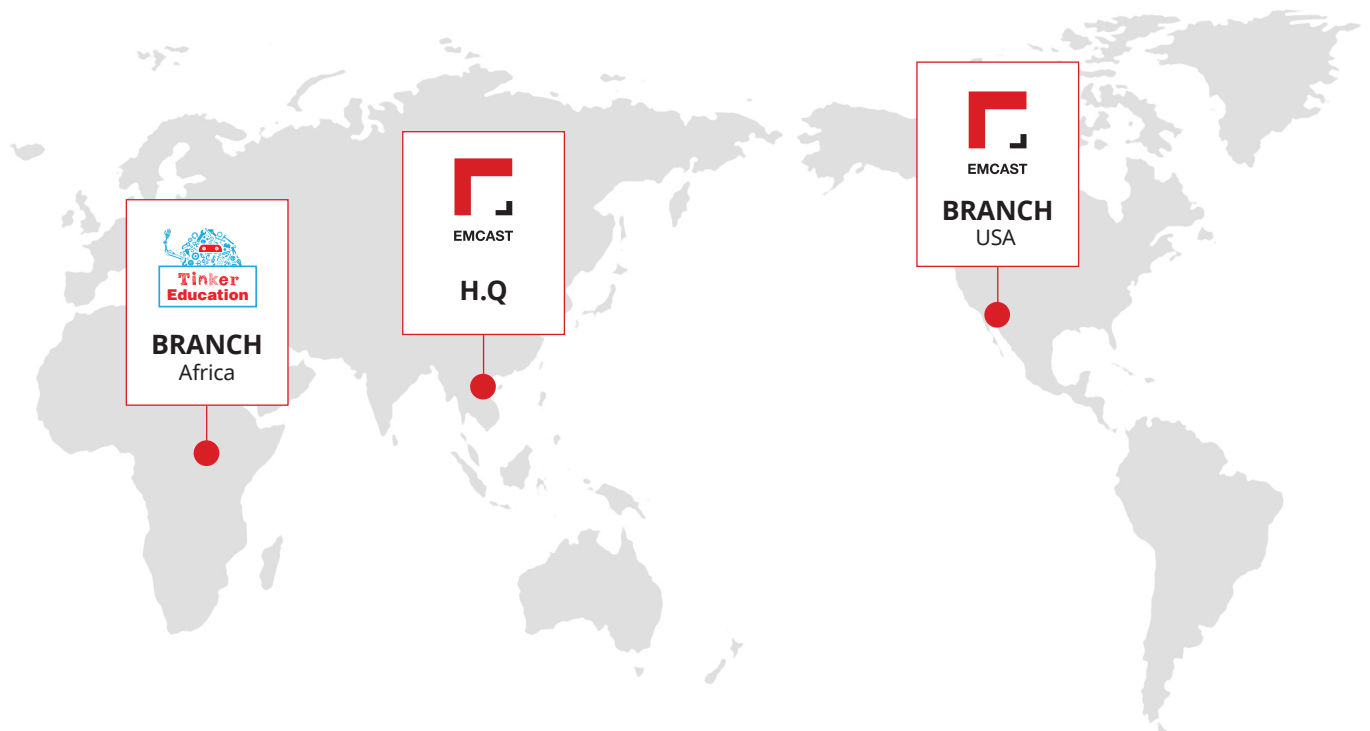 Tinker
Education
BRANCH
Africa
EMCAST
H.Q
EMCAST
BRANCH
USA